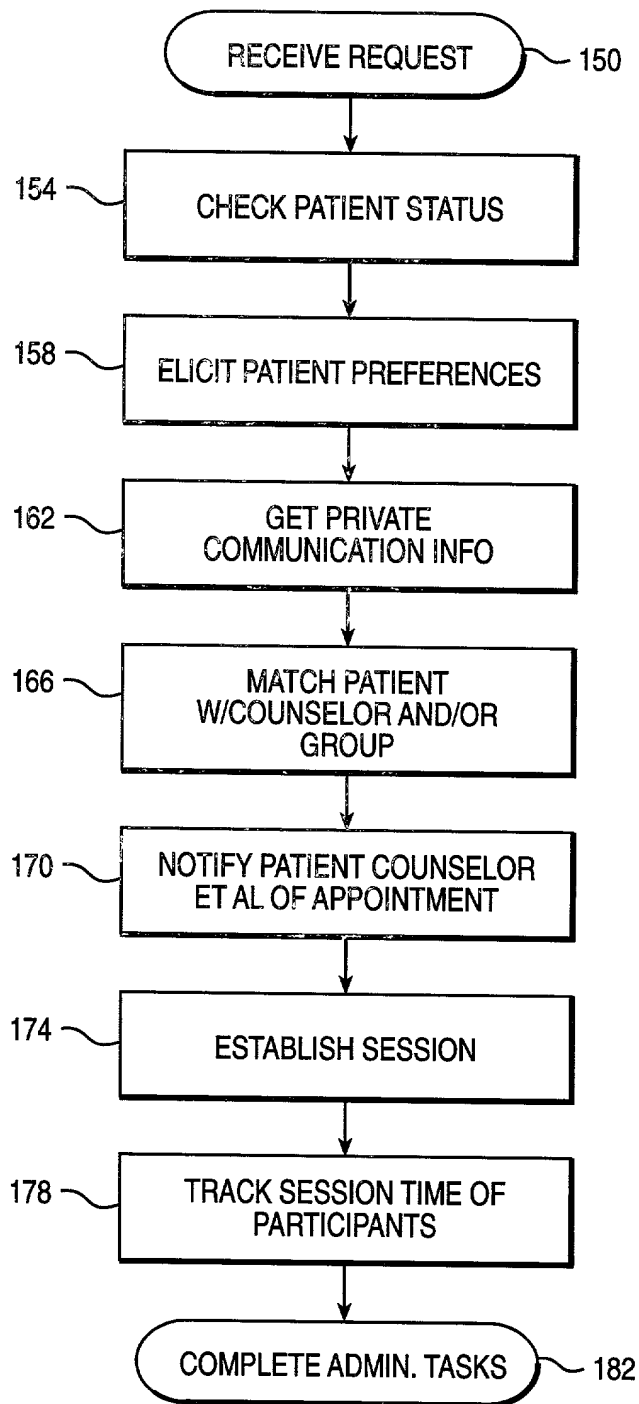 RECEIVE REQUEST
150
154
CHECK PATIENT STATUS
158
ELICIT PATIENT PREFERENCES
162
GET PRIVATE
COMMUNICATION INFO
166
MATCH PATIENT
W/COUNSELOR AND/OR
GROUP
170
NOTIFY PATIENT COUNSELOR
ET AL OF APPOINTMENT
174
ESTABLISH SESSION
178
TRACK SESSION TIME OF
PARTICIPANTS
COMPLETE ADMIN. TASKS
182